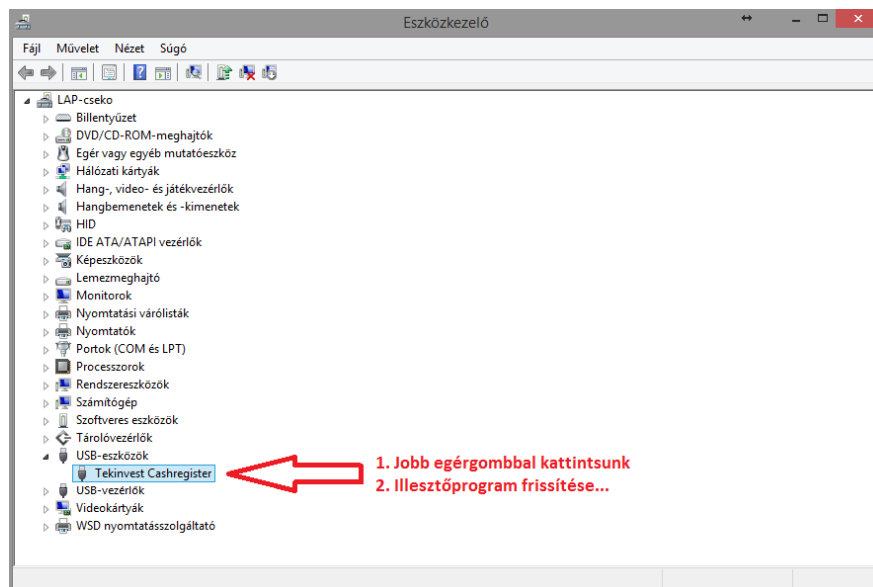 Eszközkezelő
Fájl Művelet Nézet Súgó
LAP-cseko
Billentyűzet
DVD/CD-ROM-meghajtók
Egér vagy egyéb mutatóeszköz
Hálózati kártyák
Hang-, video- és játékvezérlők
Hangbemenetek és -kimenetek
HID
IDE ATA/ATAPI vezérlők
Képeszközök
Lemezmeghajtó
Monitorok
Nyomtatási várólisták
Nyomtatók
Portok (COM és LPT)
Processzorok
Rendszereszközök
Számítógép
Szoftveres eszközök
Tárolóvezérlők
USB-eszközök
Tekinvest Cashregister
1. Jobb egérgombbal kattintsunk
2. Illesztőprogram frissítése...
USB-vezérlők
Videokártyák
WSD nyomtatásszolgáltató